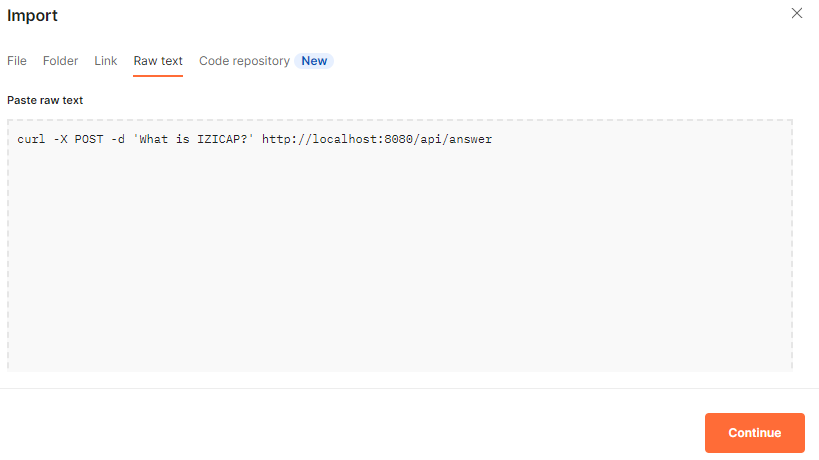 Import
File Folder Link Raw text Code repository New
Paste raw text
curl -X POST -d 'What is IZICAP?' http://localhost:8080/api/answer
Continue